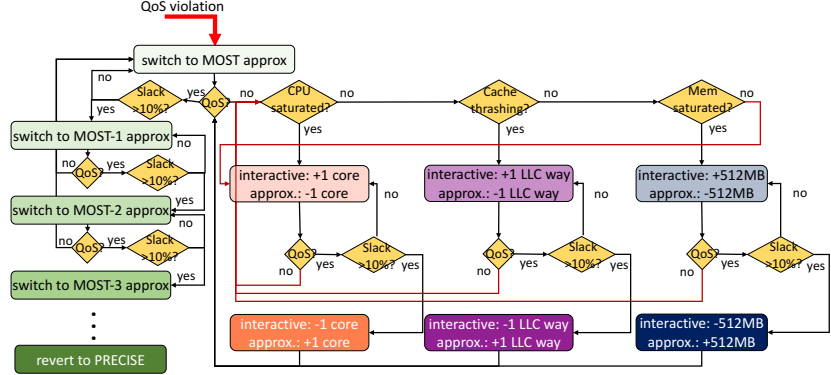 QoS violation
switch to MOST approx
no
yes
Slack >10%?
QoS?
no
CPU saturated?
no
Cache thrashing?
no
Mem saturated?
no
yes
yes
yes
switch to MOST-1 approx
no
QoS?
yes
Slack >10%?
no
yes
switch to MOST-2 approx
no
QoS?
yes
Slack >10%?
no
yes
switch to MOST-3 approx
revert to PRECISE
interactive: +1 core
approx.: -1 core
no
QoS?
yes
Slack >10%?
yes
no
interactive: -1 core
approx.: +1 core
interactive: +1 LLC way
approx.: -1 LLC way
no
QoS?
yes
Slack >10%?
yes
no
interactive: -1 LLC way
approx.: +1 LLC way
interactive: +512MB
approx.: -512MB
no
QoS?
yes
Slack >10%?
yes
no
interactive: -512MB
approx.: +512MB